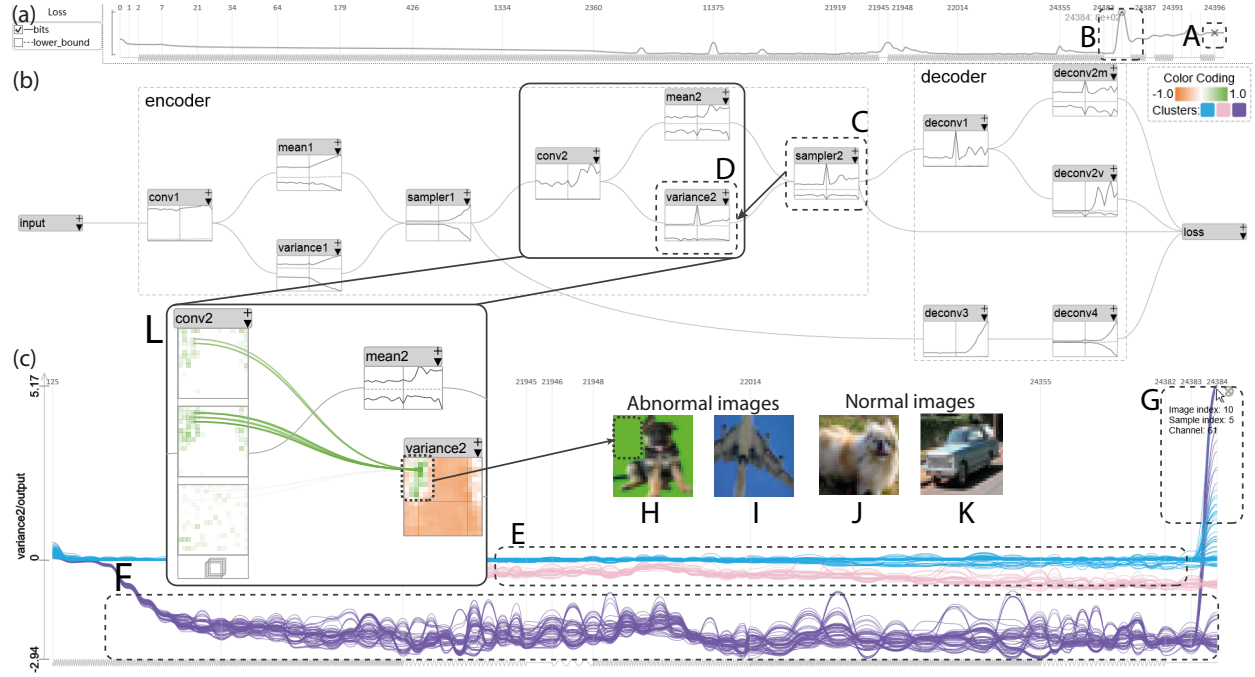 (a)
Loss
bits
lower_bound
0 1 2 7 21 34 64 179 426 1334 2360 11375 21919 21945 21948 22014 24355 24383 24387 24391 24396
24384: 8e+02
B
A
(b)
encoder
decoder
input
conv1
mean1
variance1
sampler1
conv2
mean2
variance2
D
sampler2
C
deconv1
deconv2m
deconv2v
deconv3
deconv4
loss
Color Coding
-1.0 1.0
Clusters:
L
conv2
mean2
variance2
(c)
125 21945 21946 21948 22014 24355 24382 24383 24384
5.17
variance2/output
0
-2.94
Abnormal images
Normal images
H
I
J
K
E
F
G
Image index: 10
Sample index: 5
Channel: 61